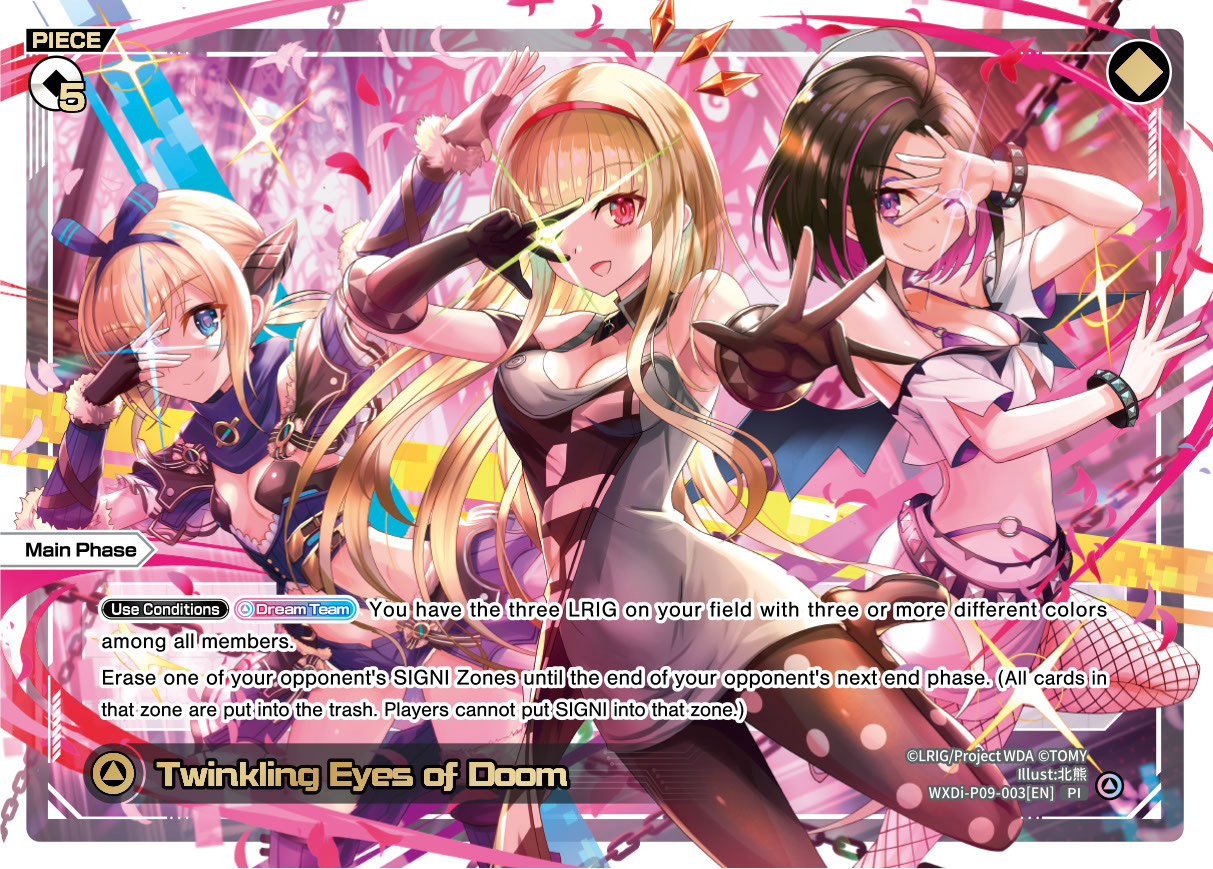 PIECE
5
Main Phase
Use Conditions Dream Team You have the three LRIG on your field with three or more different colors
among all members.
Erase one of your opponent's SIGNI Zones until the end of your opponent's next end phase. (All cards in
that zone are put into the trash. Players cannot put SIGNI into that zone.)
Twinkling Eyes of Doom
©LRIG/Project WDA ©TOMY
Illust:北熊
WXDi-P09-003[EN] PI